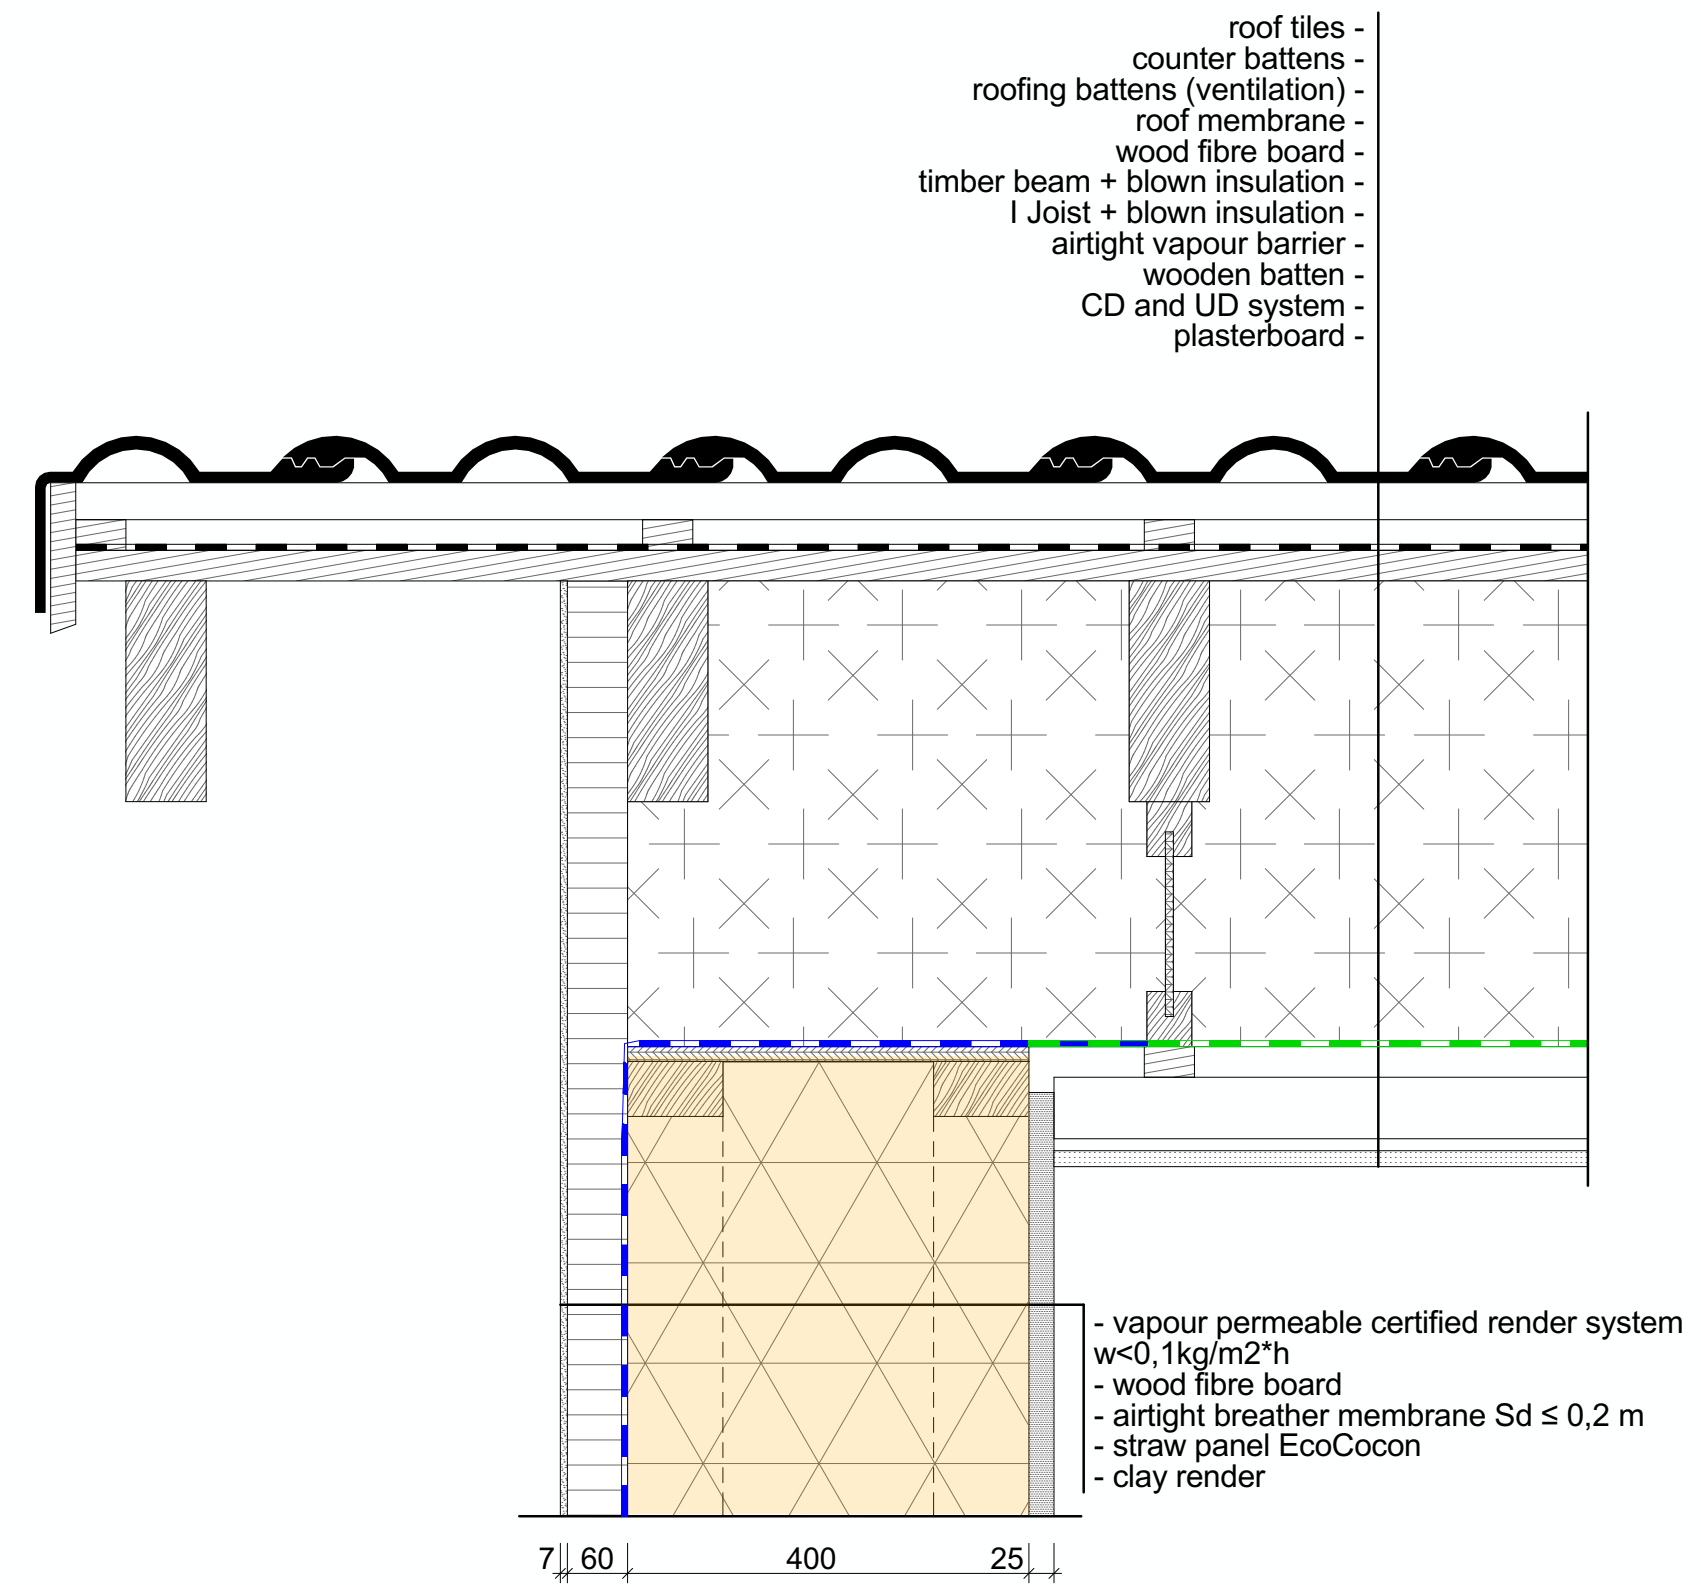 roof tiles -
counter battens -
roofing battens (ventilation) -
roof membrane -
wood fibre board -
timber beam + blown insulation -
I Joist + blown insulation -
airtight vapour barrier -
wooden batten -
CD and UD system -
plasterboard -
- vapour permeable certified render system
w<0,1kg/m2*h
- wood fibre board
- airtight breather membrane Sd ≤ 0,2 m
- straw panel EcoCocon
- clay render
7 60 400 25